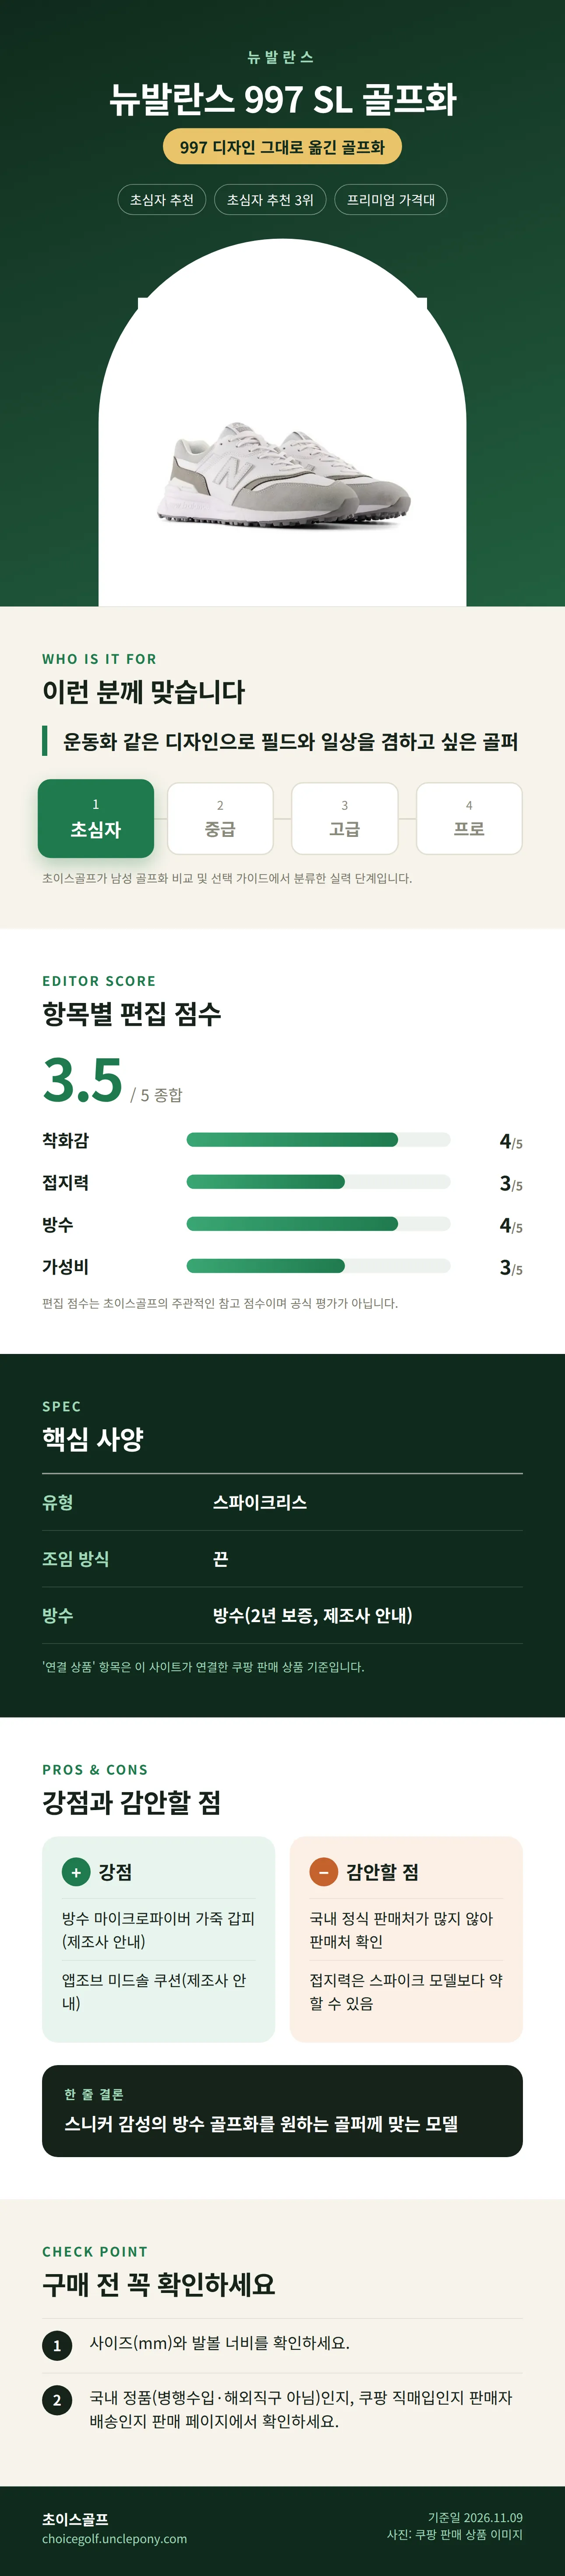 뉴발란스
뉴발란스 997 SL 골프화
997 디자인 그대로 옮긴 골프화
초심자 추천
초심자 추천 3위
프리미엄 가격대
N
WHO IS IT FOR
이런 분께 맞습니다
운동화 같은 디자인으로 필드와 일상을 겸하고 싶은 골퍼
1
초심자
2
중급
3
고급
4
프로
초이스골프가 남성 골프화 비교 및 선택 가이드에서 분류한 실력 단계입니다.
EDITOR SCORE
항목별 편집 점수
3.5 / 5 종합
착화감 4/5
접지력 3/5
방수 4/5
가성비 3/5
편집 점수는 초이스골프의 주관적인 참고 점수이며 공식 평가가 아닙니다.
SPEC
핵심 사양
유형 스파이크리스
조임 방식 끈
방수 방수(2년 보증, 제조사 안내)
'연결 상품' 항목은 이 사이트가 연결한 쿠팡 판매 상품 기준입니다.
PROS & CONS
강점과 감안할 점
+ 강점
방수 마이크로파이버 가죽 갑피
(제조사 안내)
앱조브 미드솔 쿠션(제조사 안
내)
− 감안할 점
국내 정식 판매처가 많지 않아
판매처 확인
접지력은 스파이크 모델보다 약
할 수 있음
한 줄 결론
스니커 감성의 방수 골프화를 원하는 골퍼께 맞는 모델
CHECK POINT
구매 전 꼭 확인하세요
1 사이즈(mm)와 발볼 너비를 확인하세요.
2 국내 정품(병행수입·해외직구 아님)인지, 쿠팡 직매입인지 판매자
배송인지 판매 페이지에서 확인하세요.
초이스골프
choicegolf.unclepony.com
기준일 2026.11.09
사진: 쿠팡 판매 상품 이미지